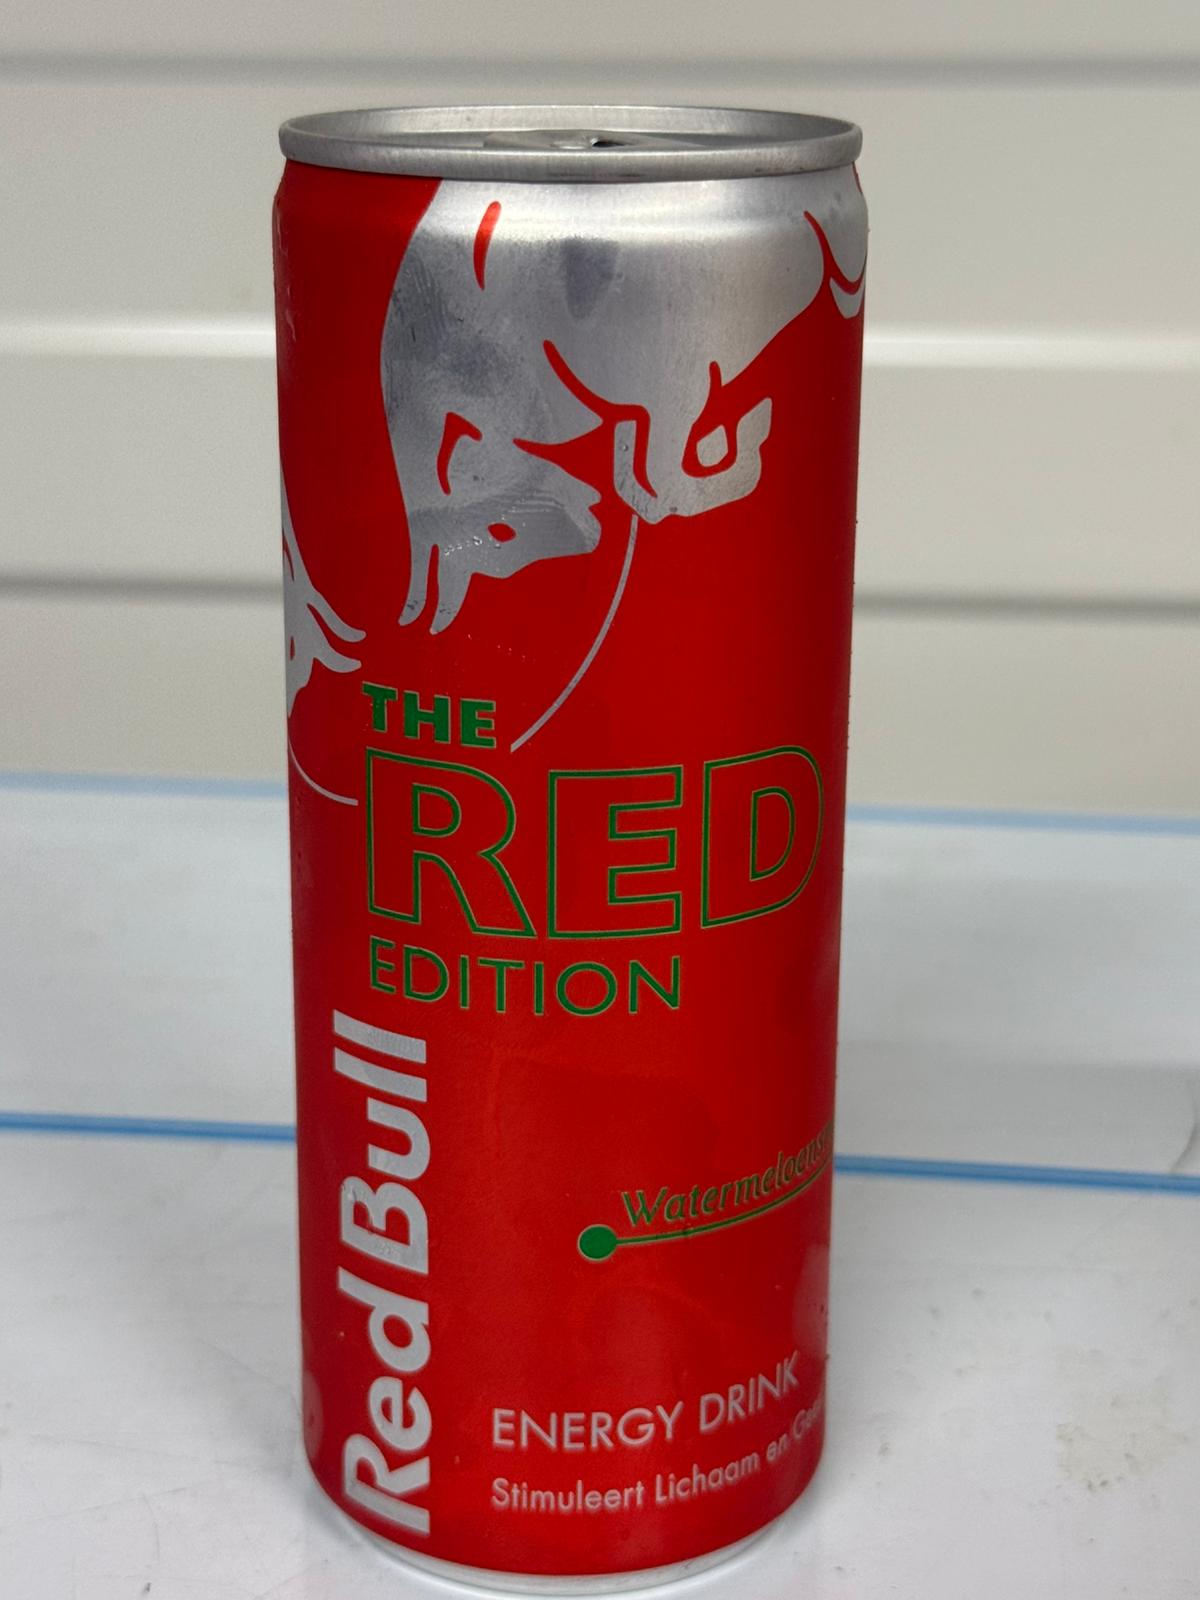 THE
RED
EDITION
Red Bull
ENERGY DRINK
Stimuleert Lichaam en